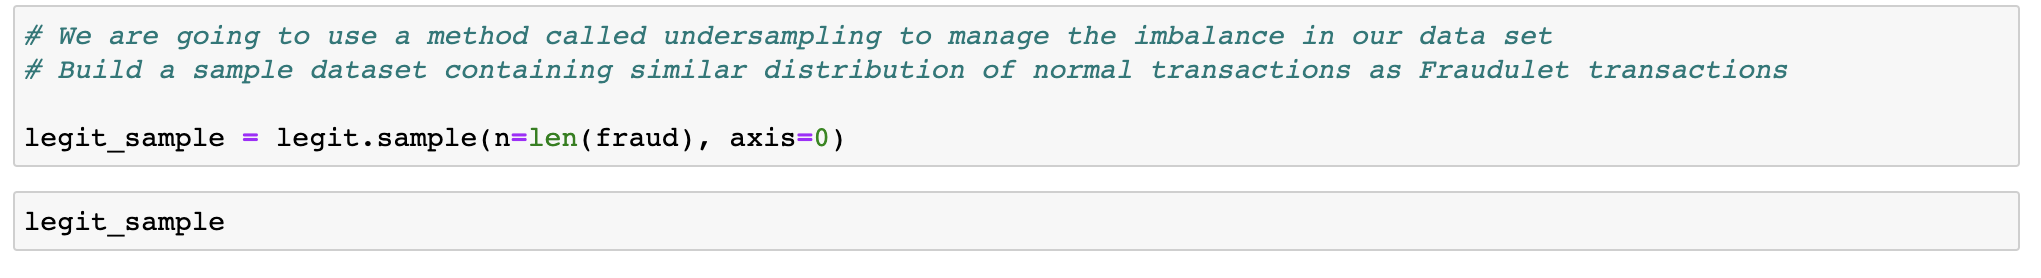 # We are going to use a method called undersampling to manage the imbalance in our data set
# Build a sample dataset containing similar distribution of normal transactions as Fraudulet transactions
legit_sample = legit.sample(n=len(fraud), axis=0)
legit_sample